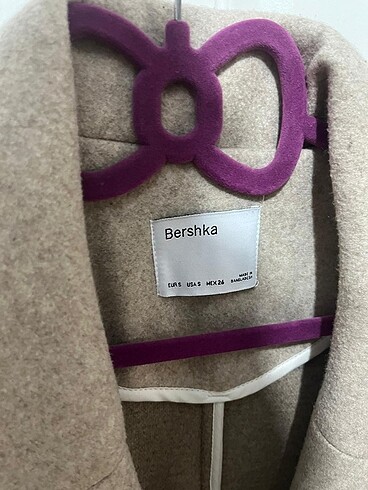 Bershka
MADE IN
BANGLADESH
EUR S USA S MEX 26